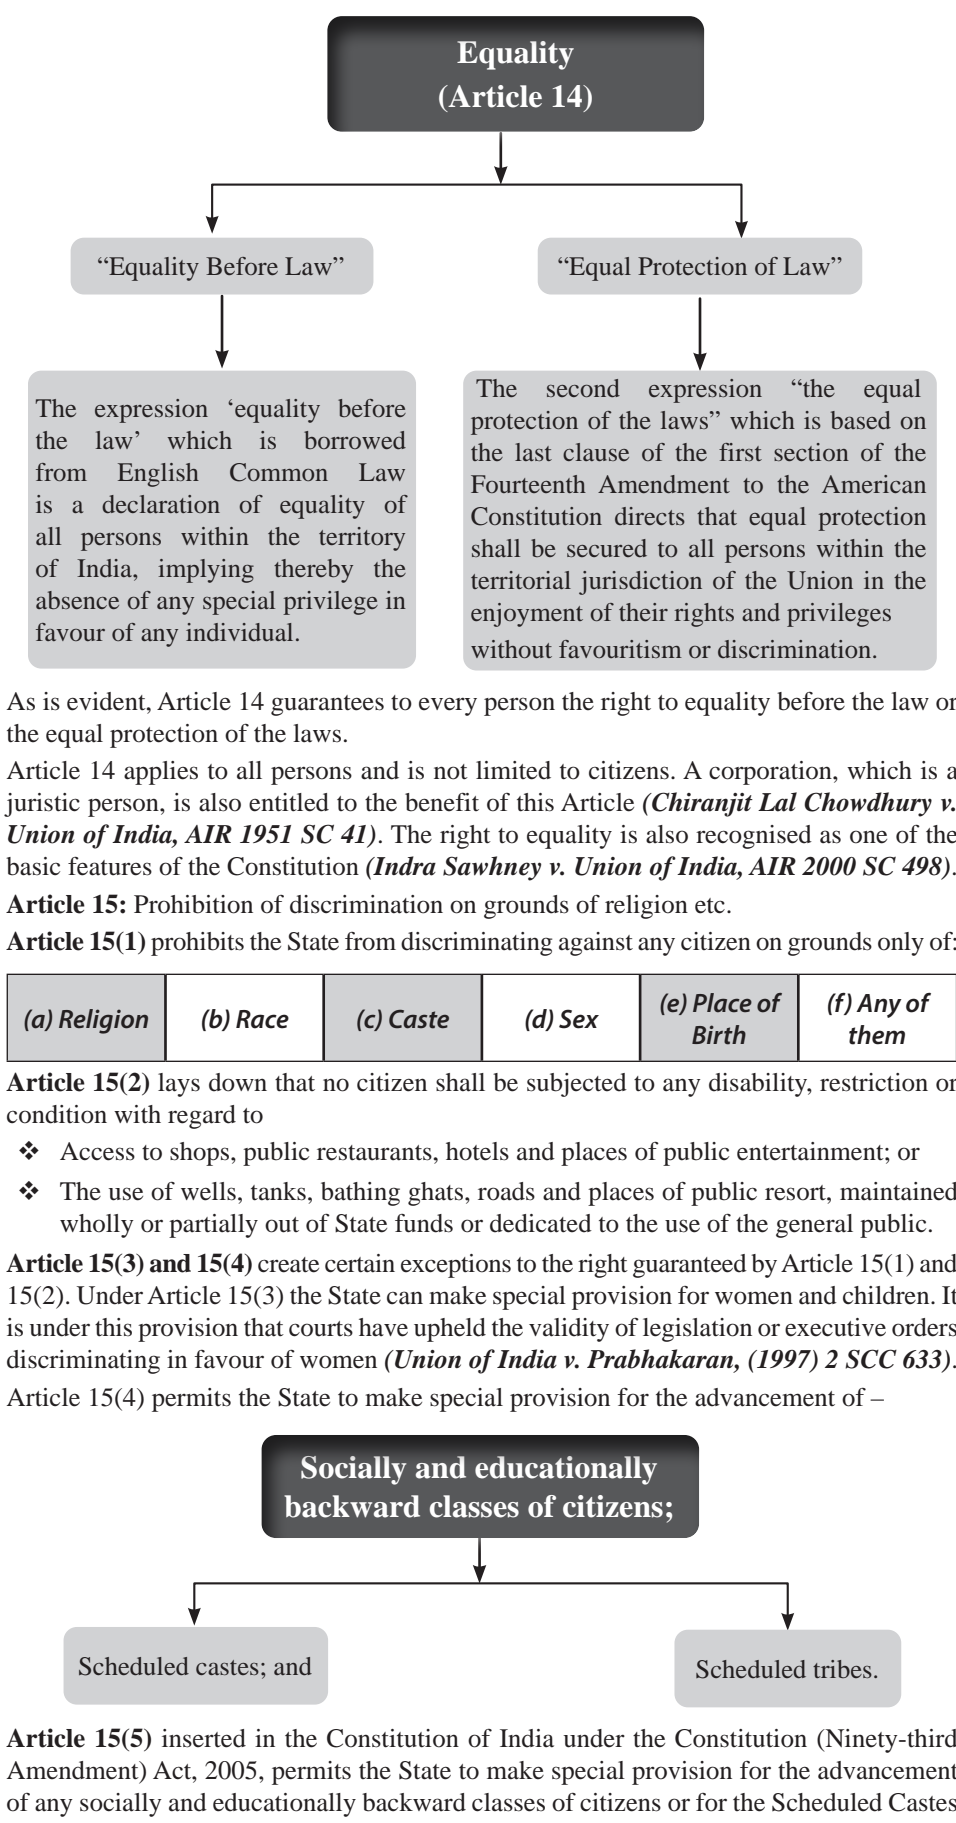 Equality
(Article 14)
“Equality Before Law”
“Equal Protection of Law”
The expression ‘equality before
the law’ which is borrowed
from English Common Law
is a declaration of equality of
all persons within the territory
of India, implying thereby the
absence of any special privilege in
favour of any individual.
The second expression “the equal
protection of the laws” which is based on
the last clause of the first section of the
Fourteenth Amendment to the American
Constitution directs that equal protection
shall be secured to all persons within the
territorial jurisdiction of the Union in the
enjoyment of their rights and privileges
without favouritism or discrimination.
As is evident, Article 14 guarantees to every person the right to equality before the law or
the equal protection of the laws.
Article 14 applies to all persons and is not limited to citizens. A corporation, which is a
juristic person, is also entitled to the benefit of this Article (Chiranjit Lal Chowdhury v.
Union of India, AIR 1951 SC 41). The right to equality is also recognised as one of the
basic features of the Constitution (Indra Sawhney v. Union of India, AIR 2000 SC 498).
Article 15: Prohibition of discrimination on grounds of religion etc.
Article 15(1) prohibits the State from discriminating against any citizen on grounds only of:
(a) Religion
(b) Race
(c) Caste
(d) Sex
(e) Place of
Birth
(f) Any of
them
Article 15(2) lays down that no citizen shall be subjected to any disability, restriction or
condition with regard to
❖ Access to shops, public restaurants, hotels and places of public entertainment; or
❖ The use of wells, tanks, bathing ghats, roads and places of public resort, maintained
wholly or partially out of State funds or dedicated to the use of the general public.
Article 15(3) and 15(4) create certain exceptions to the right guaranteed by Article 15(1) and
15(2). Under Article 15(3) the State can make special provision for women and children. It
is under this provision that courts have upheld the validity of legislation or executive orders
discriminating in favour of women (Union of India v. Prabhakaran, (1997) 2 SCC 633).
Article 15(4) permits the State to make special provision for the advancement of –
Socially and educationally
backward classes of citizens;
Scheduled castes; and
Scheduled tribes.
Article 15(5) inserted in the Constitution of India under the Constitution (Ninety-third
Amendment) Act, 2005, permits the State to make special provision for the advancement
of any socially and educationally backward classes of citizens or for the Scheduled Castes